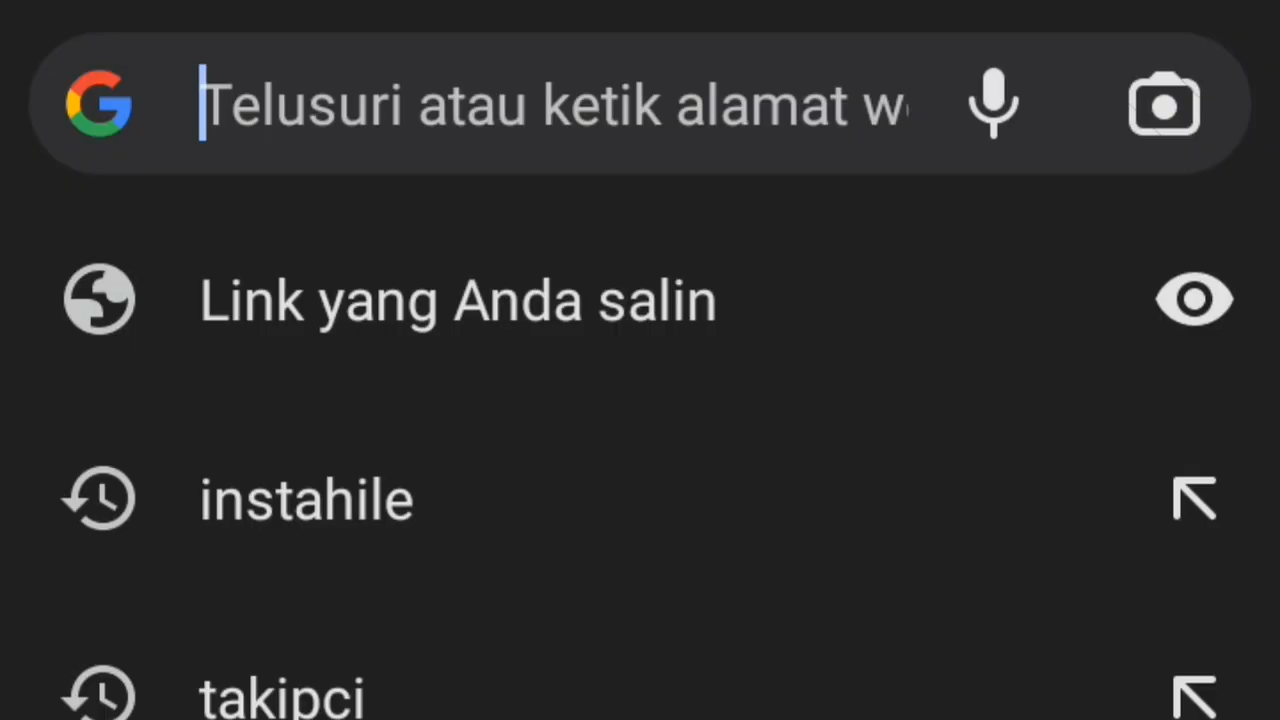 Telusuri atau ketik alamat w
Link yang Anda salin
instahile
takipci